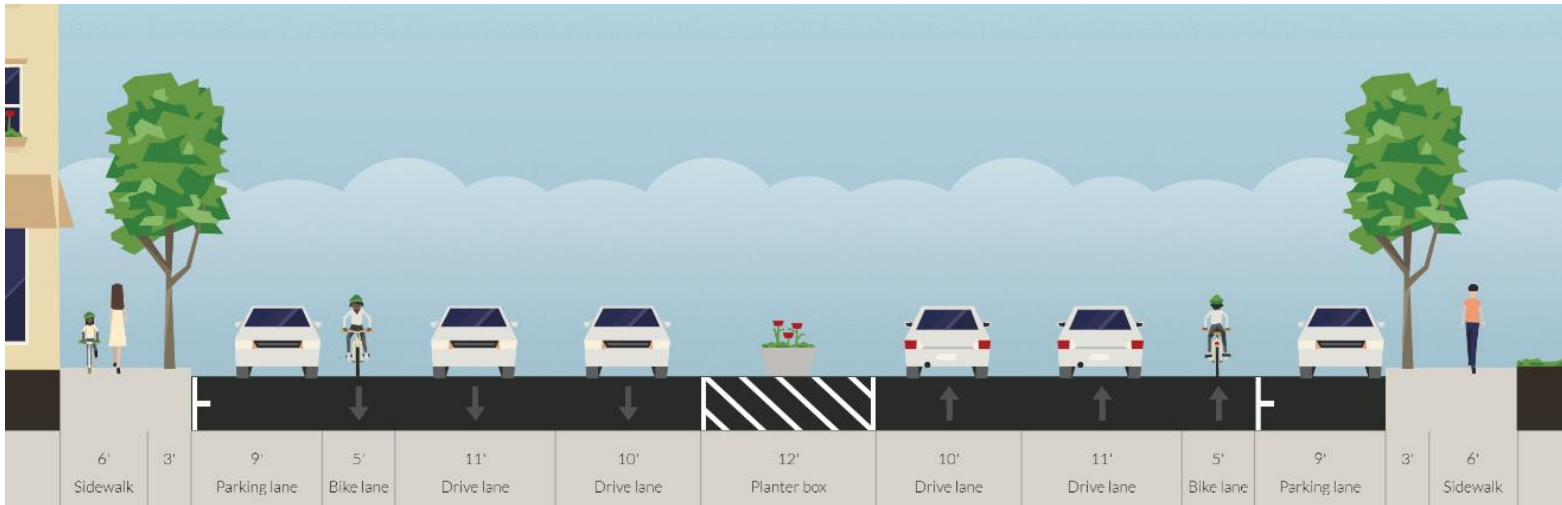 6' 3' 9' 5' 11' 10' 12' 10' 11' 5' 9' 3' 6'
Sidewalk Parking lane Bike lane Drive lane Drive lane Planter box Drive lane Drive lane Bike lane Parking lane Sidewalk